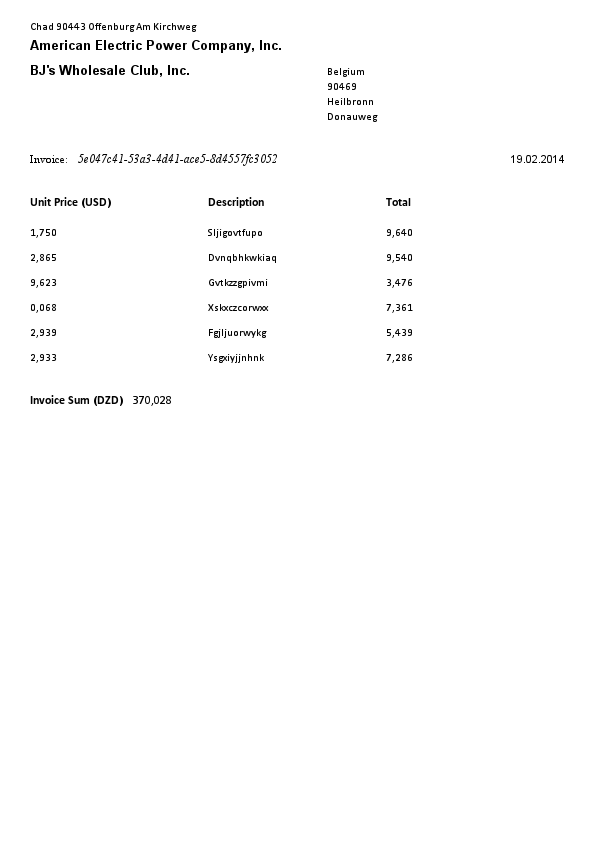 Chad 90443 Offenburg Am Kirchweg
American Electric Power Company, Inc.
BJ's Wholesale Club, Inc.
Belgium
90469
Heilbronn
Donauweg
Invoice: 5e047c41-53a3-4d41-ace5-8d4557fc3052 19.02.2014
Unit Price (USD) Description Total
1,750 Sljigovtfupo 9,640
2,865 Dvnqbhkwkiaq 9,540
9,623 Gvtkzzgpivmi 3,476
0,068 Xskxczcorwxx 7,361
2,939 Fgjljuorwykg 5,439
2,933 Ysgxiyjjnhnk 7,286
Invoice Sum (DZD) 370,028